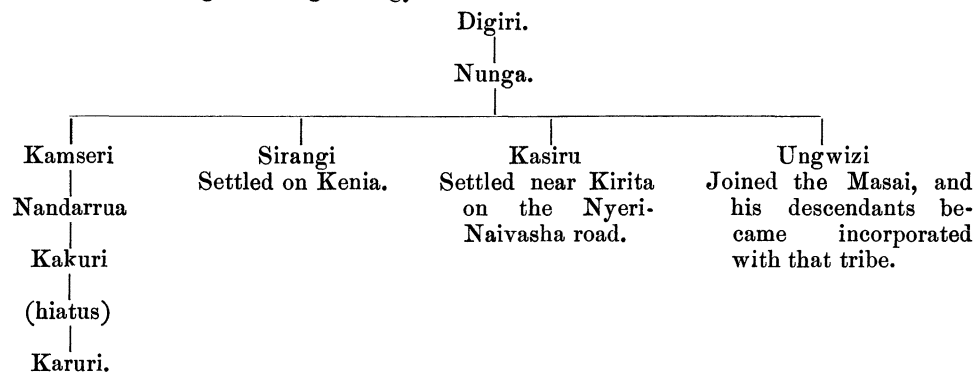 Digiri.
Nunga.
Kamseri Sirangi Kasiru Ungwizi
Settled on Kenia. Settled near Kirita Joined the Masai, and
Nandarrua on the Nyeri- his descendants be-
Naivasha road. came incorporated
Kakuri with that tribe.
(hiatus)
Karuri.